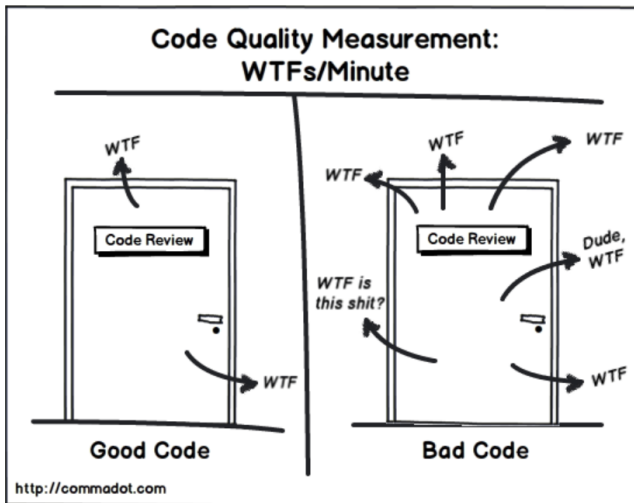 Code Quality Measurement:
WTFs/Minute
WTF
Code Review
WTF
Good Code
WTF
WTF
WTF
Code Review
Dude,
WTF
WTF is
this shit?
WTF
Bad Code
http://commadot.com